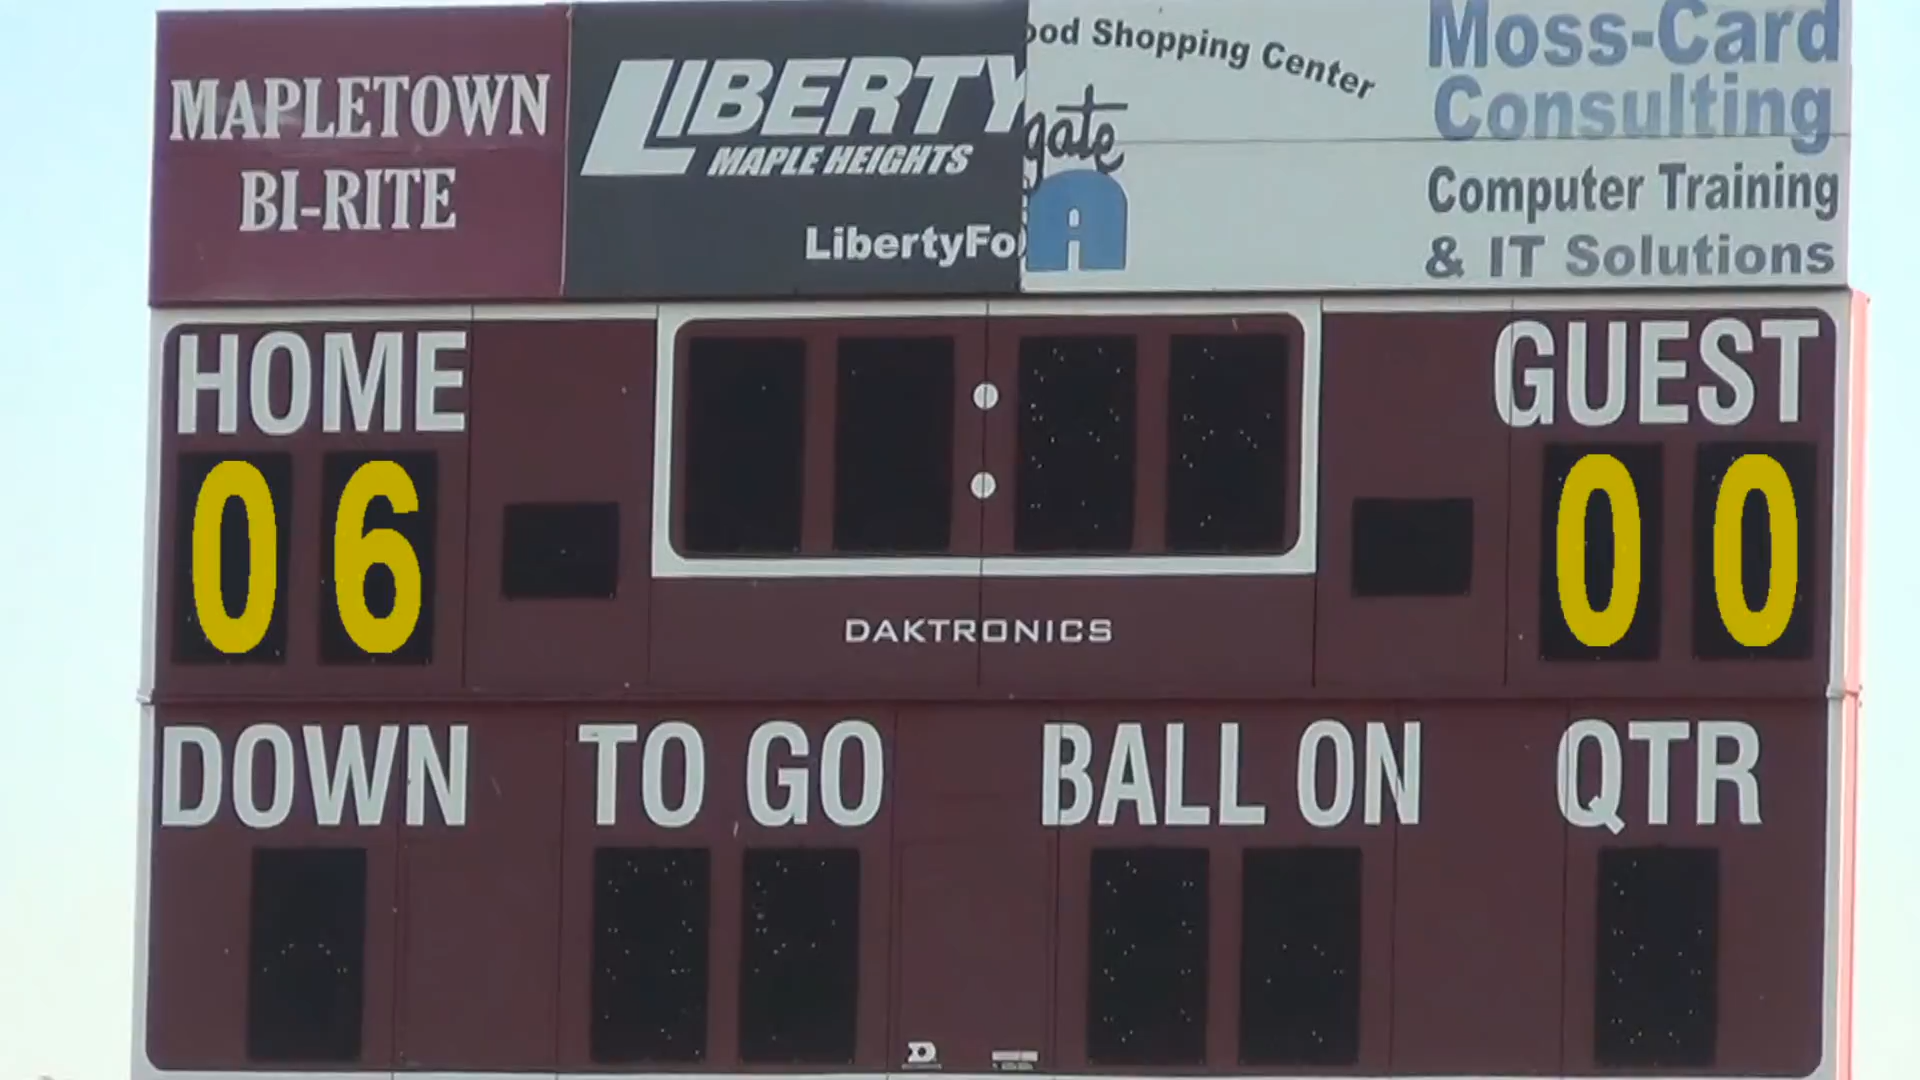 MAPLETOWN
BI-RITE
LIBERTY
MAPLE HEIGHTS
LibertyFo
ood Shopping Center
gate
A
Moss-Card
Consulting
Computer Training
& IT Solutions
HOME
GUEST
06
:
00
DAKTRONICS
DOWN
TO GO
BALL ON
QTR